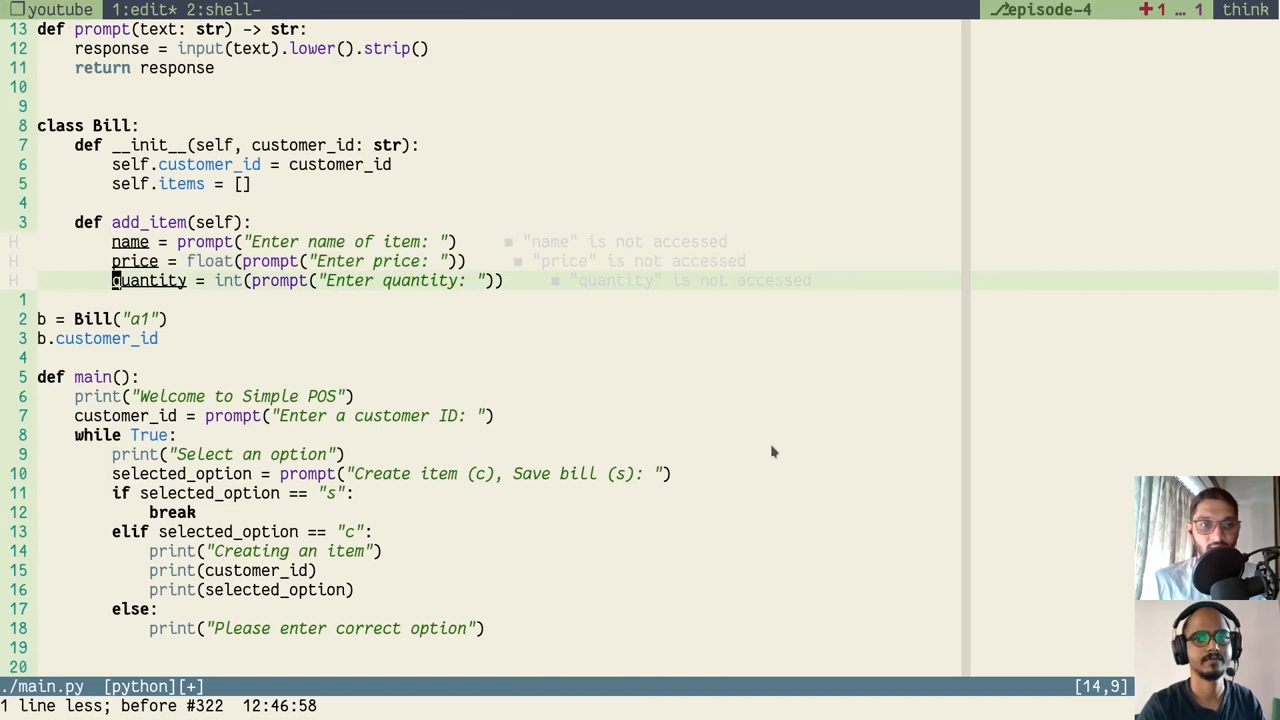 youtube 1:edit* 2:shell- episode-4 +1 … 1 think
13 def prompt(text: str) -> str:
12 response = input(text).lower().strip()
11 return response
10
9
8 class Bill:
7 def __init__(self, customer_id: str):
6 self.customer_id = customer_id
5 self.items = []
4
3 def add_item(self):
H name = prompt("Enter name of item: ") ■ "name" is not accessed
H price = float(prompt("Enter price: ")) ■ "price" is not accessed
H quantity = int(prompt("Enter quantity: ")) ■ "quantity" is not accessed
1
2 b = Bill("a1")
3 b.customer_id
4
5 def main():
6 print("Welcome to Simple POS")
7 customer_id = prompt("Enter a customer ID: ")
8 while True:
9 print("Select an option")
10 selected_option = prompt("Create item (c), Save bill (s): ")
11 if selected_option == "s":
12 break
13 elif selected_option == "c":
14 print("Creating an item")
15 print(customer_id)
16 print(selected_option)
17 else:
18 print("Please enter correct option")
19
20
./main.py [python][+] [14,9]
1 line less; before #322 12:46:58